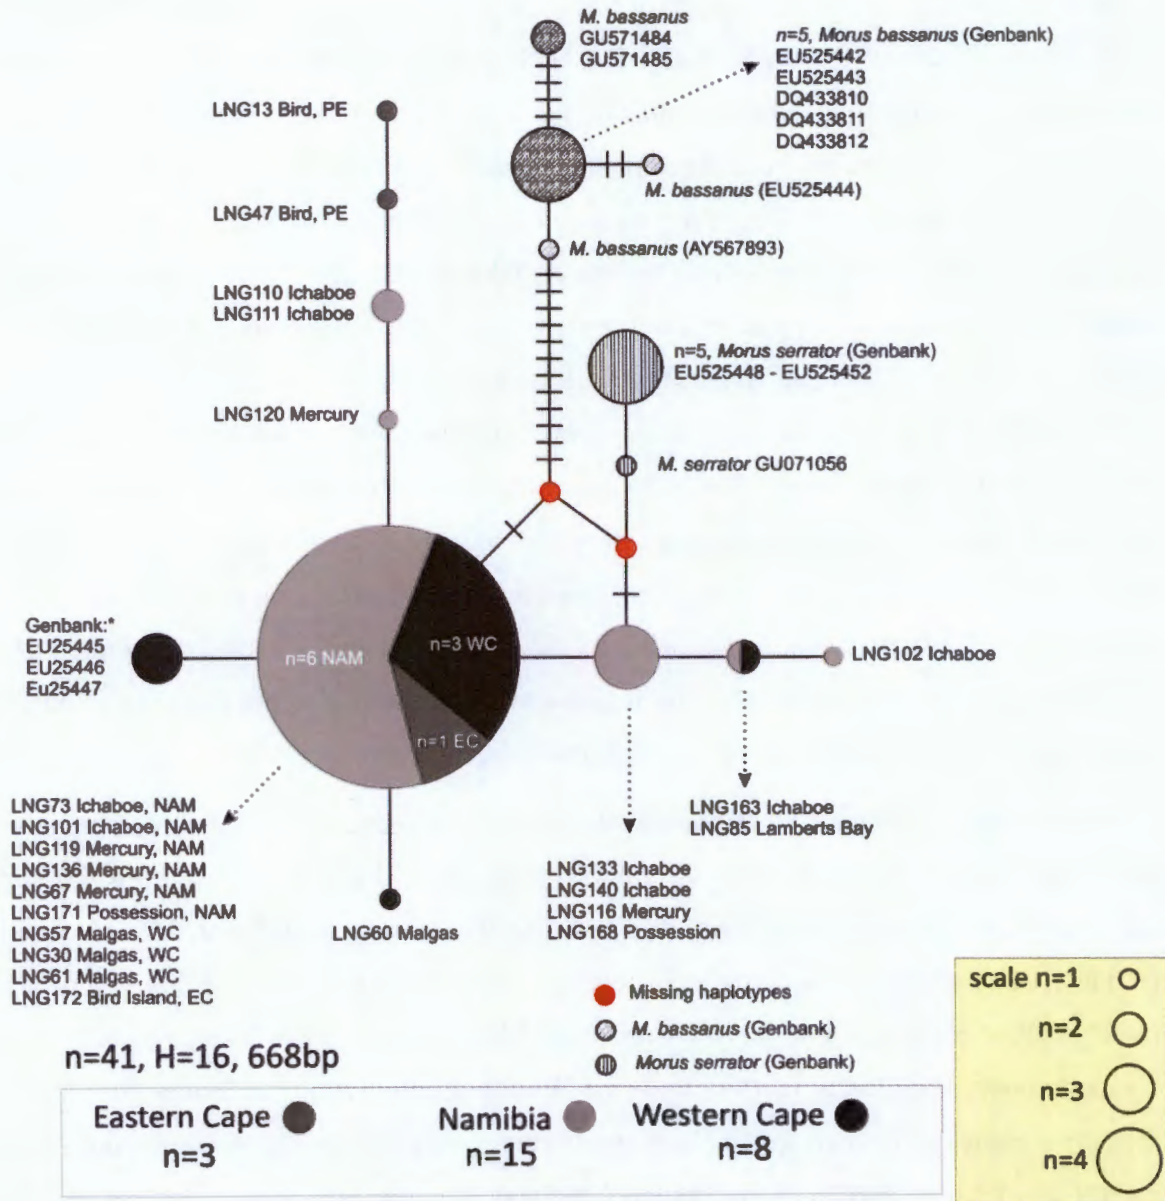 M. bassanus
GU571484
GU571485
n=5, Morus bassanus (Genbank)
EU525442
EU525443
DQ433810
DQ433811
DQ433812
LNG13 Bird, PE
M. bassanus (EU525444)
LNG47 Bird, PE
M. bassanus (AY567893)
LNG110 Ichaboe
LNG111 Ichaboe
n=5, Morus serrator (Genbank)
EU525448 - EU525452
LNG120 Mercury
M. serrator GU071056
Genbank:*
EU25445
EU25446
Eu25447
n=6 NAM
n=3 WC
n=1 EC
LNG102 Ichaboe
LNG73 Ichaboe, NAM
LNG101 Ichaboe, NAM
LNG119 Mercury, NAM
LNG136 Mercury, NAM
LNG67 Mercury, NAM
LNG171 Possession, NAM
LNG57 Malgas, WC
LNG30 Malgas, WC
LNG61 Malgas, WC
LNG172 Bird Island, EC
LNG60 Malgas
LNG133 Ichaboe
LNG140 Ichaboe
LNG116 Mercury
LNG168 Possession
LNG163 Ichaboe
LNG85 Lamberts Bay
Missing haplotypes
M. bassanus (Genbank)
Morus serrator (Genbank)
n=41, H=16, 668bp
Eastern Cape
n=3
Namibia
n=15
Western Cape
n=8
scale n=1
n=2
n=3
n=4